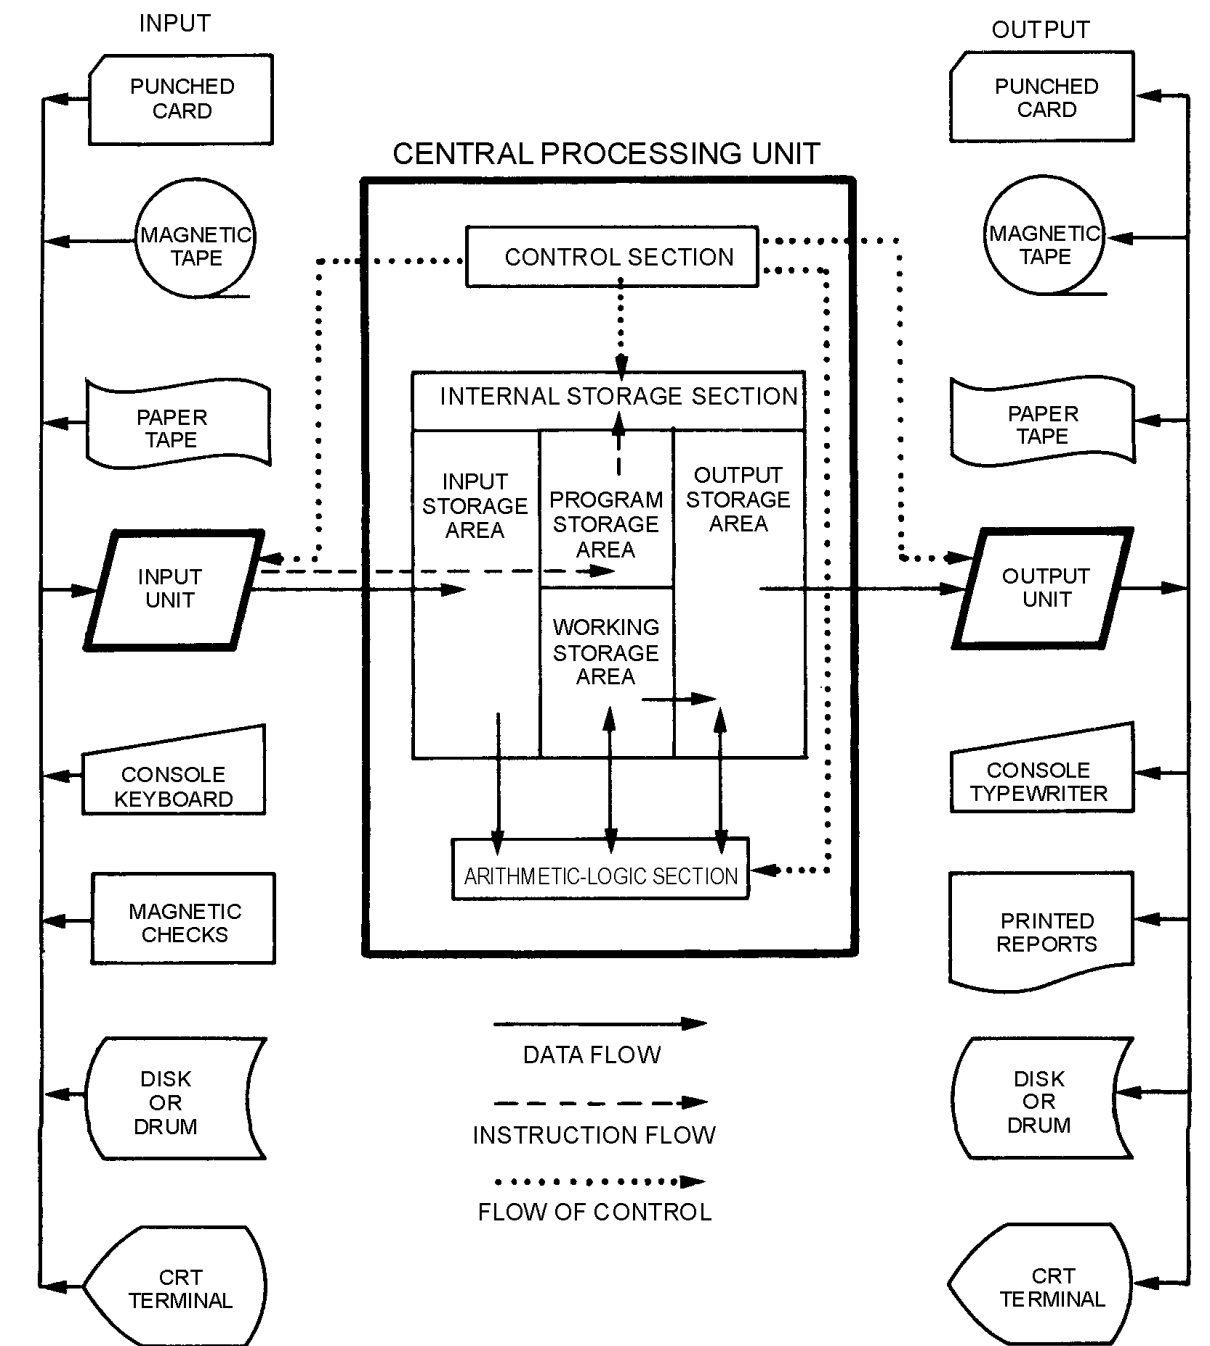 INPUT
PUNCHED
CARD
MAGNETIC
TAPE
PAPER
TAPE
INPUT
UNIT
CONSOLE
KEYBOARD
MAGNETIC
CHECKS
DISK
OR
DRUM
CRT
TERMINAL
CENTRAL PROCESSING UNIT
CONTROL SECTION
INTERNAL STORAGE SECTION
INPUT
STORAGE
AREA
PROGRAM
STORAGE
AREA
WORKING
STORAGE
AREA
OUTPUT
STORAGE
AREA
ARITHMETIC-LOGIC SECTION
DATA FLOW
INSTRUCTION FLOW
FLOW OF CONTROL
OUTPUT
PUNCHED
CARD
MAGNETIC
TAPE
PAPER
TAPE
OUTPUT
UNIT
CONSOLE
TYPEWRITER
PRINTED
REPORTS
DISK
OR
DRUM
CRT
TERMINAL